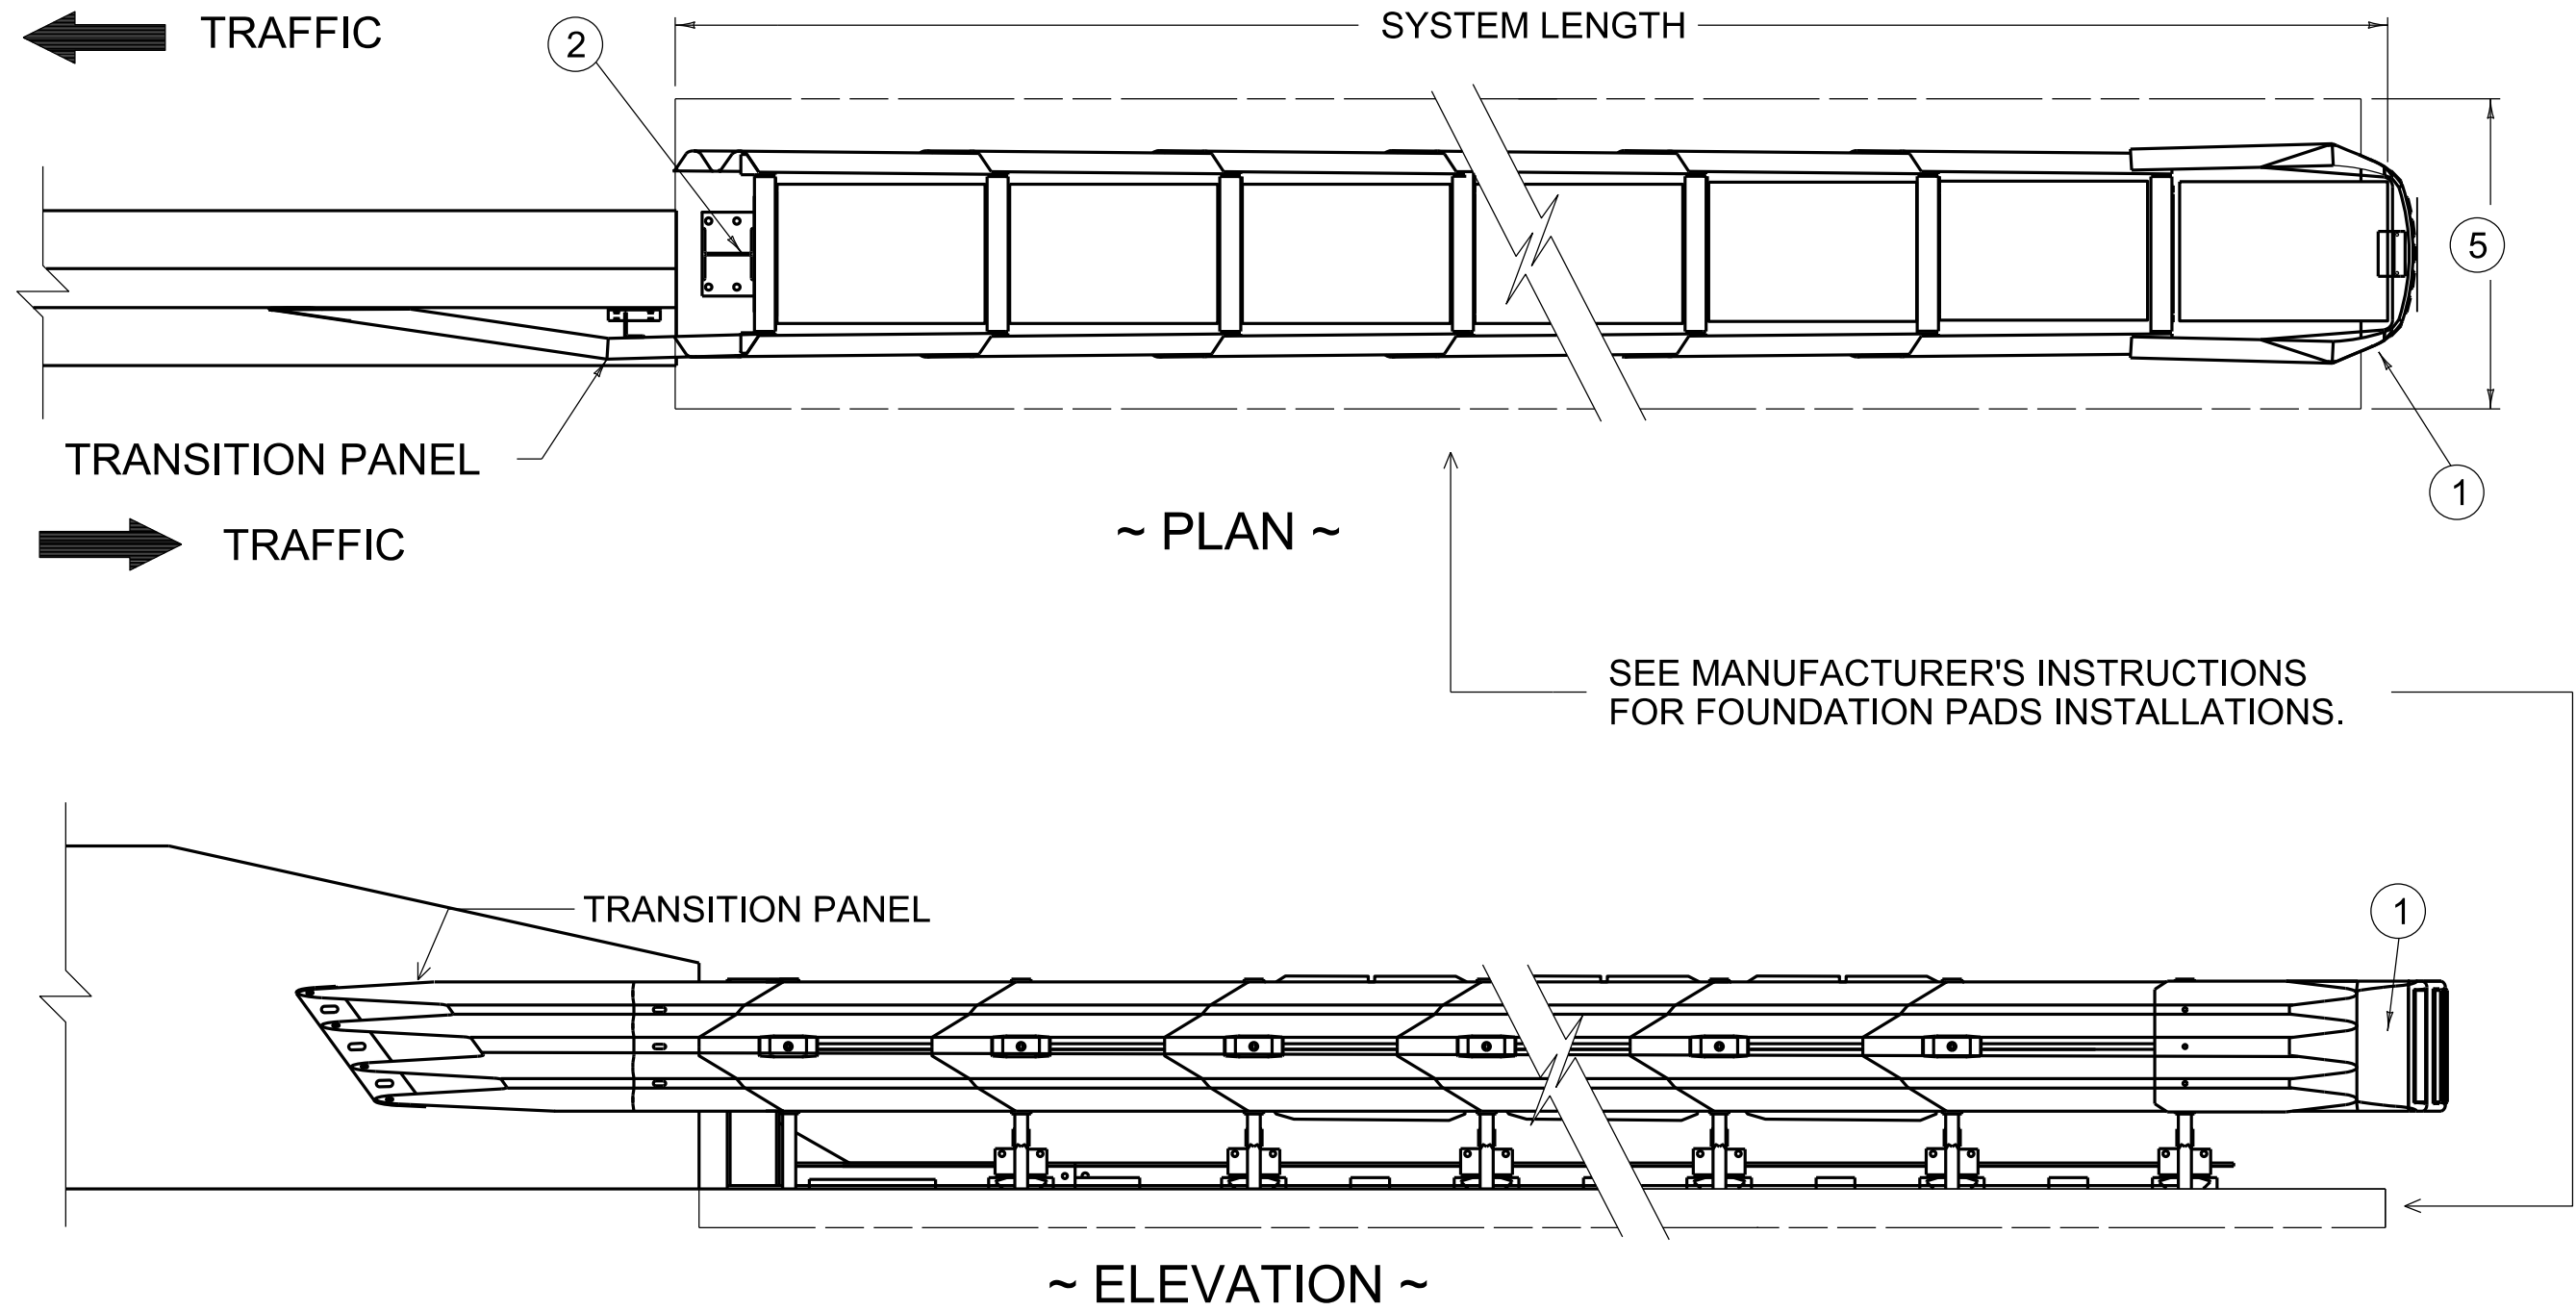 TRAFFIC
2
SYSTEM LENGTH
5
TRANSITION PANEL
1
~ PLAN ~
TRAFFIC
SEE MANUFACTURER'S INSTRUCTIONS
FOR FOUNDATION PADS INSTALLATIONS.
TRANSITION PANEL
1
~ ELEVATION ~